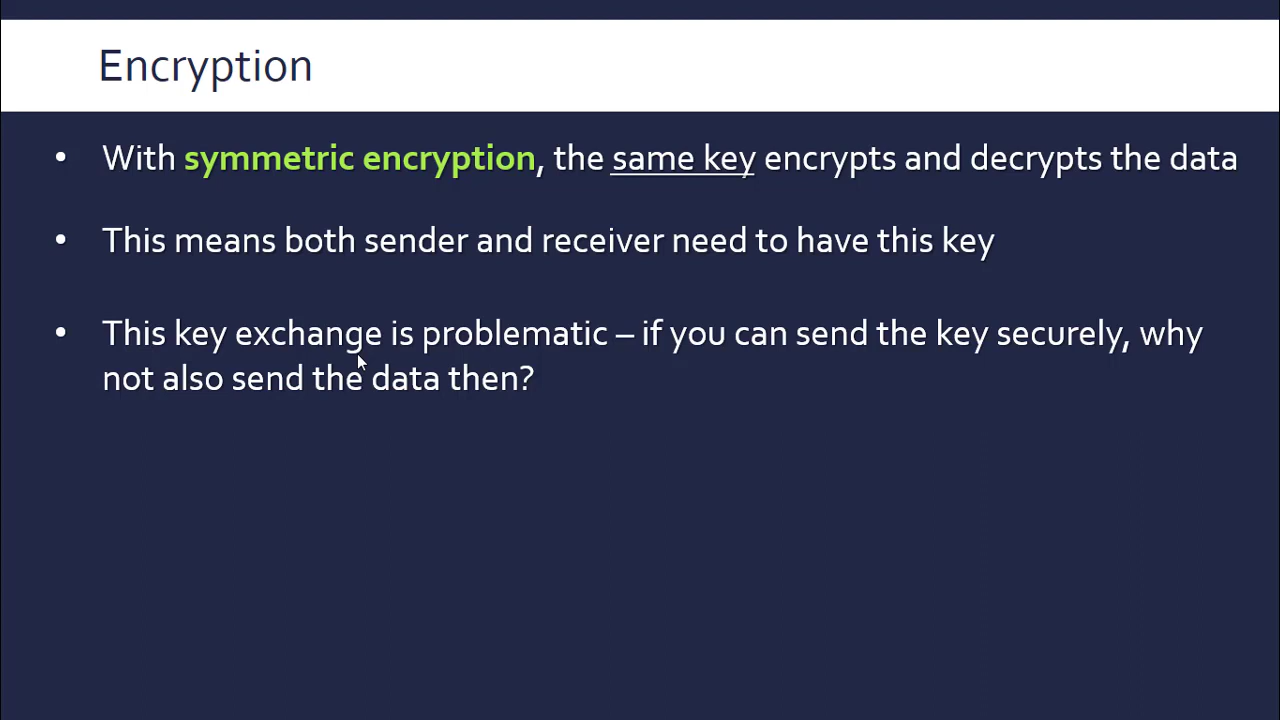 Encryption
• With symmetric encryption, the same key encrypts and decrypts the data
• This means both sender and receiver need to have this key
• This key exchange is problematic – if you can send the key securely, why
not also send the data then?